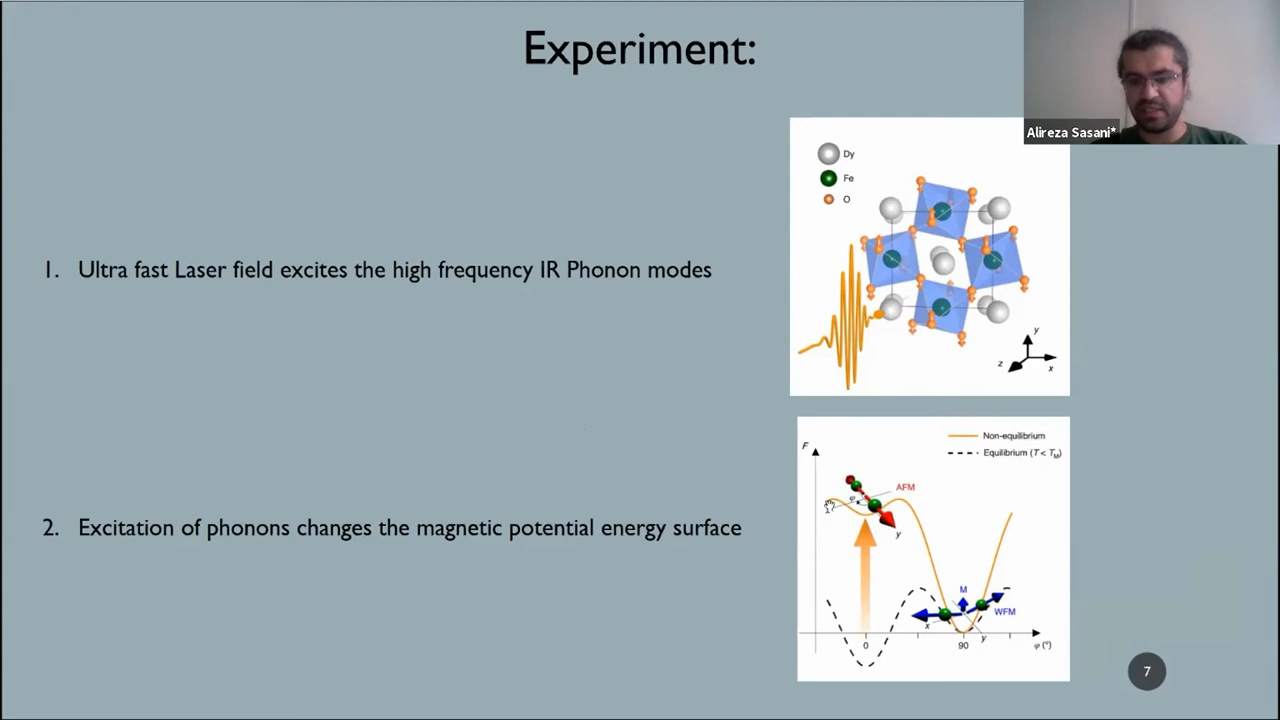 Experiment:
Alireza Sasani*
Dy
Fe
O
1. Ultra fast Laser field excites the high frequency IR Phonon modes
y
z
x
F
Non-equilibrium
Equilibrium (T < TM)
AFM
φ
y
2. Excitation of phonons changes the magnetic potential energy surface
M
WFM
x
y
0
90
φ (°)
7